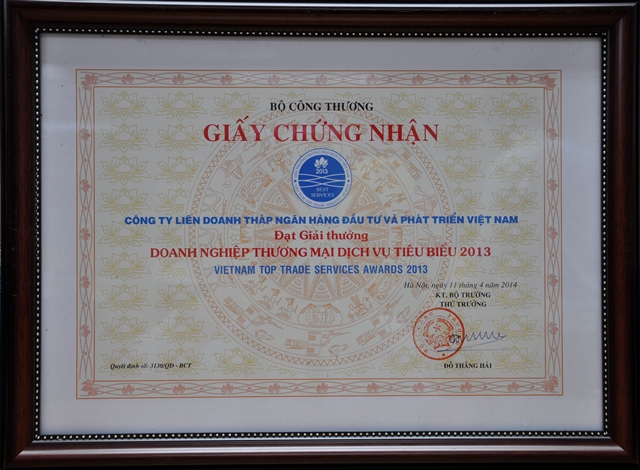 BỘ CÔNG THƯƠNG
GIẤY CHỨNG NHẬN
2013
BEST
SERVICES
CÔNG TY LIÊN DOANH THÁP NGÂN HÀNG ĐẦU TƯ VÀ PHÁT TRIỂN VIỆT NAM
Đạt Giải thưởng
DOANH NGHIỆP THƯƠNG MẠI DỊCH VỤ TIÊU BIỂU 2013
VIETNAM TOP TRADE SERVICES AWARDS 2013
Hà Nội, ngày 11 tháng 4 năm 2014
KT. BỘ TRƯỞNG
THỨ TRƯỞNG
Quyết định số: 3130/QĐ - BCT
ĐỖ THẮNG HẢI